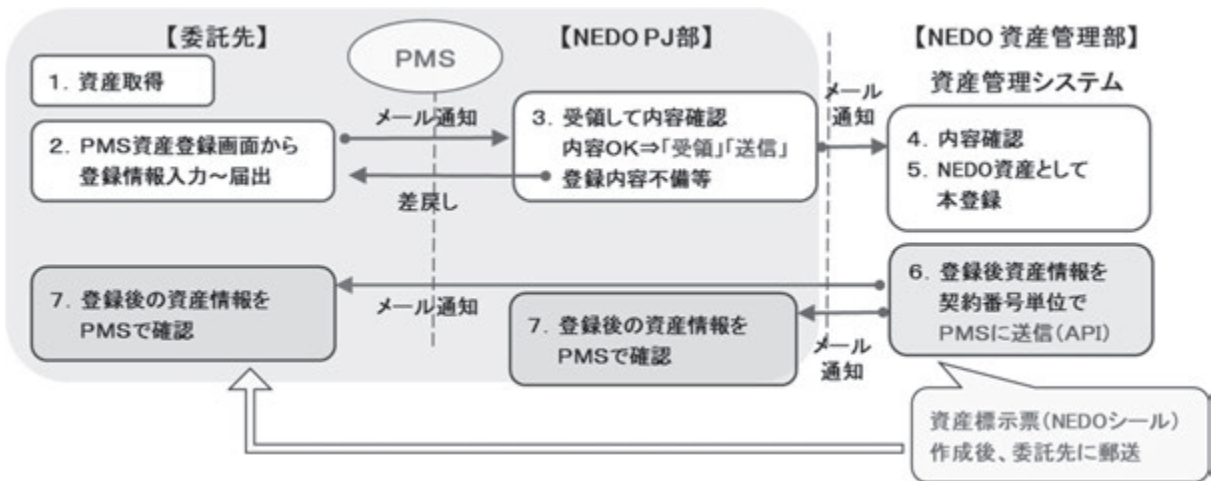 【委託先】
PMS
【NEDO PJ部】
【NEDO 資産管理部】
資産管理システム
1. 資産取得
2. PMS資産登録画面から
登録情報入力~届出
メール通知
差戻し
3. 受領して内容確認
内容OK⇒「受領」「送信」
登録内容不備等
メール
通知
4. 内容確認
5. NEDO資産として
本登録
6. 登録後資産情報を
契約番号単位で
PMSに送信(API)
メール通知
メール
通知
7. 登録後の資産情報を
PMSで確認
7. 登録後の資産情報を
PMSで確認
資産標示票(NEDOシール)
作成後、委託先に郵送